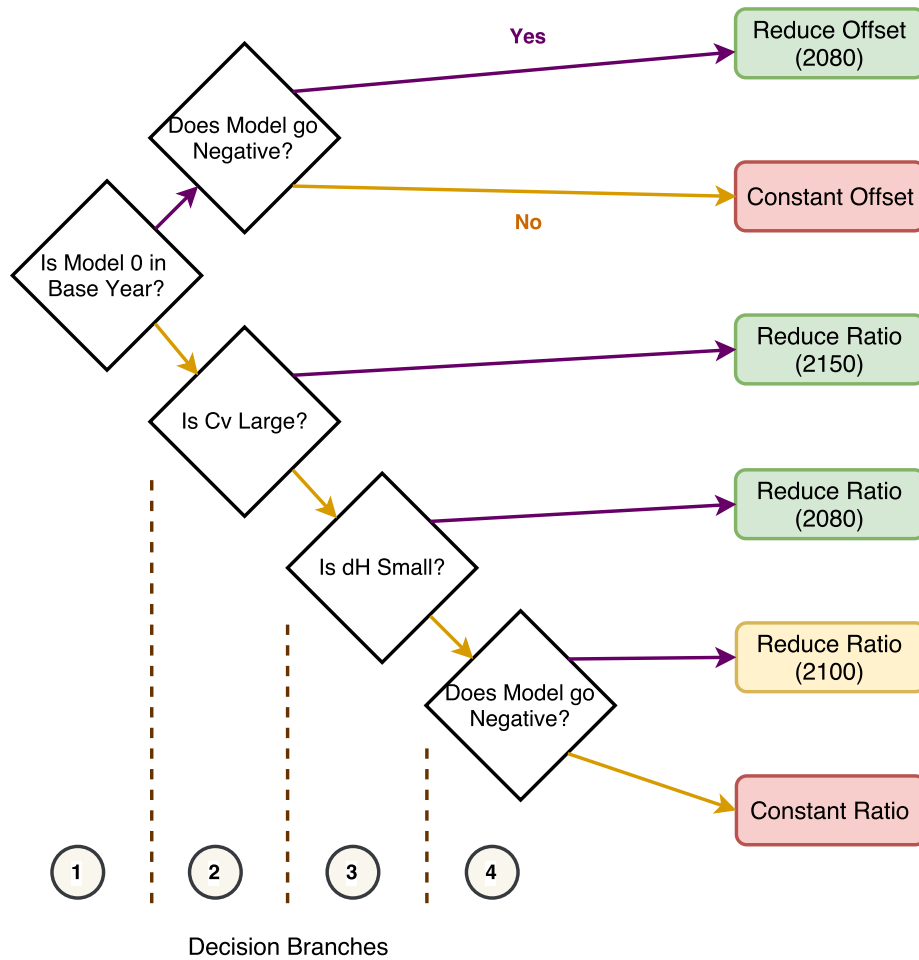 Reduce Offset
(2080)
Yes
Does Model go
Negative?
Constant Offset
No
Is Model 0 in
Base Year?
Reduce Ratio
(2150)
Is Cv Large?
Reduce Ratio
(2080)
Is dH Small?
Reduce Ratio
(2100)
Does Model go
Negative?
Constant Ratio
1
2
3
4
Decision Branches